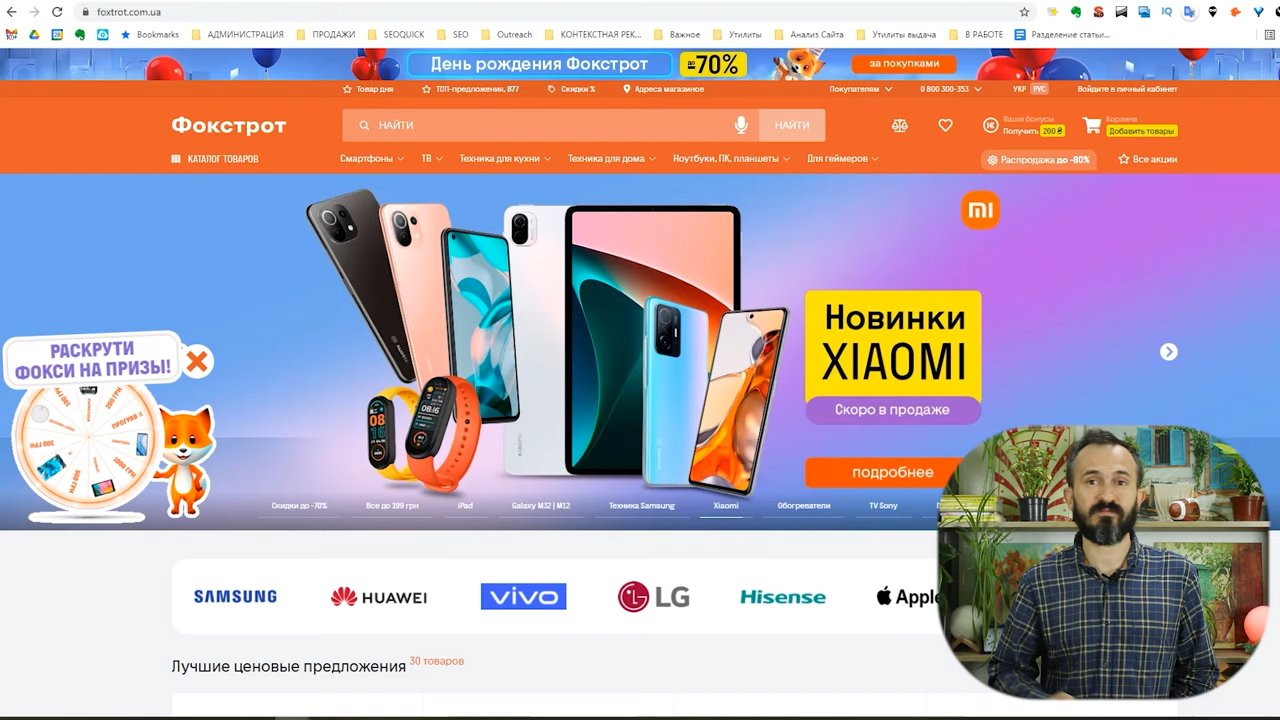 foxtrot.com.ua
Bookmarks
АДМИНИСТРАЦИЯ
ПРОДАЖИ
SEOQUICK
SEO
Outreach
КОНТЕКСТНАЯ РЕК...
Важное
Утилиты
Анализ Сайта
Утилиты выдача
В РАБОТЕ
Разделение статьи...
День рождения Фокстрот
до -70%
за покупками
Товар дня
ТОП-предложения, 877
Скидки %
Адреса магазинов
Покупателям
0 800 300-353
УКР РУС
Войдите в личный кабинет
Фокстрот
НАЙТИ
НАЙТИ
Ваши бонусы
Получить 200 ₴
Корзина
Добавить товары
КАТАЛОГ ТОВАРОВ
Смартфоны
ТВ
Техника для кухни
Техника для дома
Ноутбуки, ПК, планшеты
Для геймеров
Распродажа до -80%
Все акции
Новинки
XIAOMI
Скоро в продаже
подробнее
РАСКРУТИ
ФОКСИ НА ПРИЗЫ!
Скидки до -70%
Все до 199 грн
iPad
Galaxy M32 | M12
Техника Samsung
Xiaomi
Обогреватели
TV Sony
SAMSUNG
HUAWEI
vivo
LG
Hisense
Apple
Лучшие ценовые предложения 30 товаров